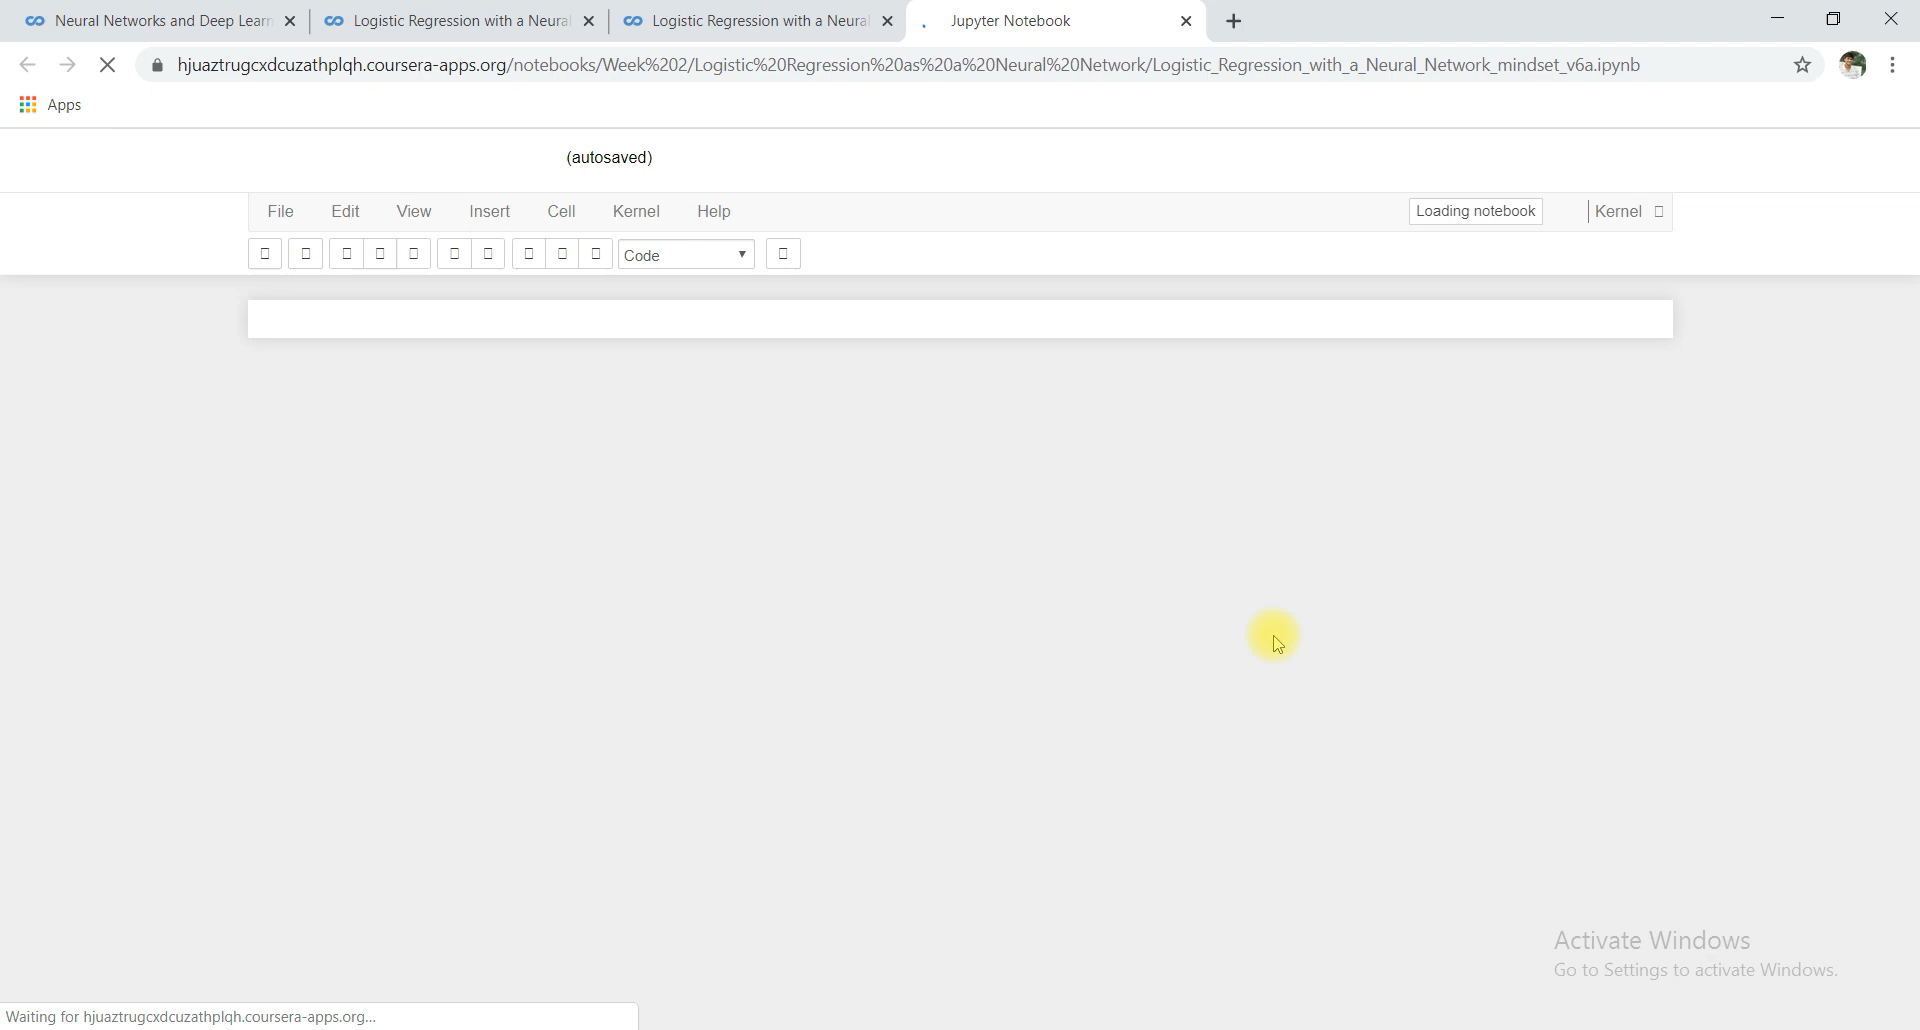 Neural Networks and Deep Learn
Logistic Regression with a Neural
Logistic Regression with a Neural
Jupyter Notebook
hjuaztrugcxdcuzathplqh.coursera-apps.org/notebooks/Week%202/Logistic%20Regression%20as%20a%20Neural%20Network/Logistic_Regression_with_a_Neural_Network_mindset_v6a.ipynb
Apps
(autosaved)
File Edit View Insert Cell Kernel Help Loading notebook Kernel
Code
Activate Windows
Go to Settings to activate Windows.
Waiting for hjuaztrugcxdcuzathplqh.coursera-apps.org...